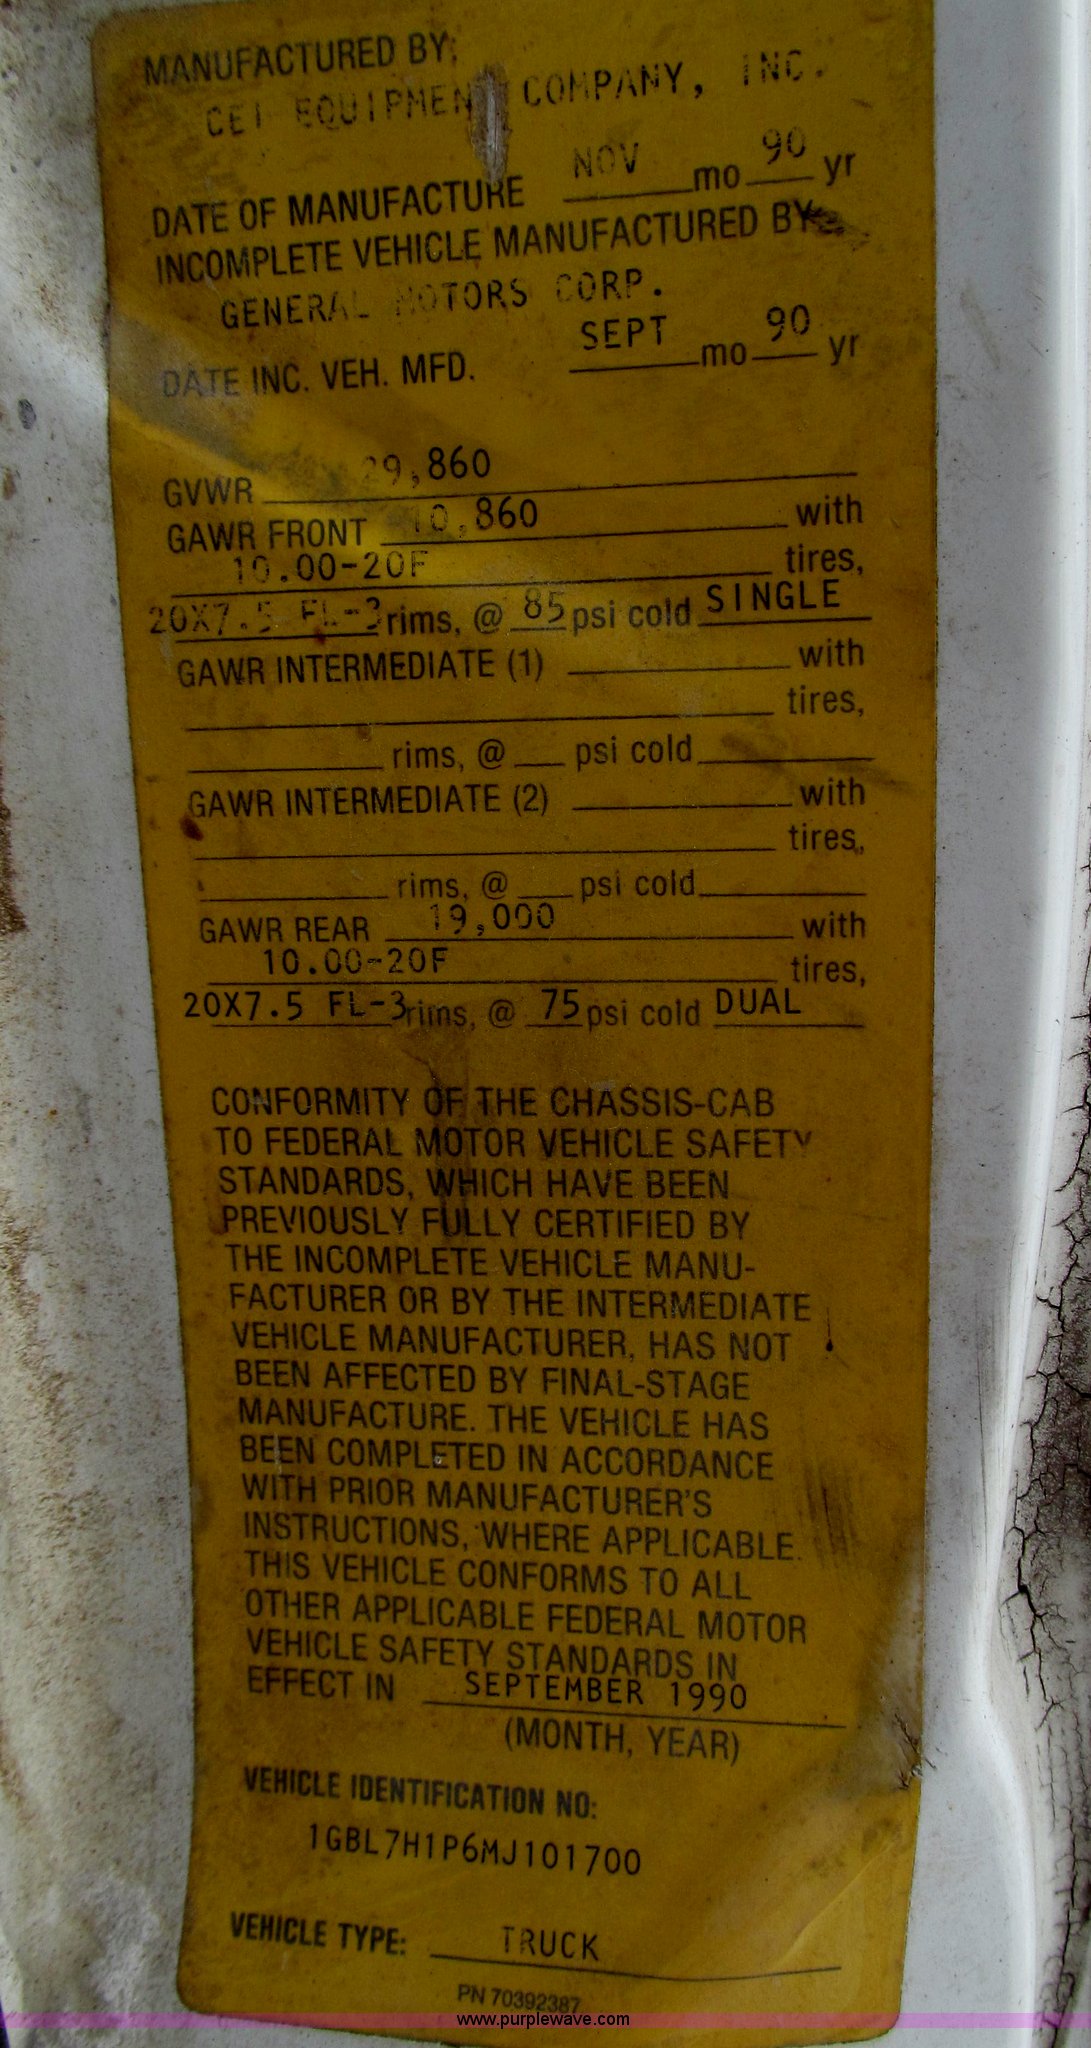 MANUFACTURED BY:
CEI EQUIPMENT COMPANY, INC.
NOV 90
DATE OF MANUFACTURE mo yr
INCOMPLETE VEHICLE MANUFACTURED BY
GENERAL MOTORS CORP.
SEPT 90
DATE INC. VEH. MFD. mo yr
GVWR 29,860
GAWR FRONT 10,860 with
10.00-20F tires,
20X7.5 FL-3 rims, @ 85 psi cold SINGLE
GAWR INTERMEDIATE (1) with
tires,
rims, @ psi cold
GAWR INTERMEDIATE (2) with
tires,
rims, @ psi cold
GAWR REAR 19,000 with
10.00-20F tires,
20X7.5 FL-3 rims, @ 75 psi cold DUAL
CONFORMITY OF THE CHASSIS-CAB
TO FEDERAL MOTOR VEHICLE SAFETY
STANDARDS, WHICH HAVE BEEN
PREVIOUSLY FULLY CERTIFIED BY
THE INCOMPLETE VEHICLE MANU-
FACTURER OR BY THE INTERMEDIATE
VEHICLE MANUFACTURER, HAS NOT
BEEN AFFECTED BY FINAL-STAGE
MANUFACTURE. THE VEHICLE HAS
BEEN COMPLETED IN ACCORDANCE
WITH PRIOR MANUFACTURER'S
INSTRUCTIONS, WHERE APPLICABLE.
THIS VEHICLE CONFORMS TO ALL
OTHER APPLICABLE FEDERAL MOTOR
VEHICLE SAFETY STANDARDS IN
EFFECT IN SEPTEMBER 1990
(MONTH, YEAR)
VEHICLE IDENTIFICATION NO:
1GBL7H1P6MJ101700
VEHICLE TYPE: TRUCK
PN 70392387
www.purplewave.com